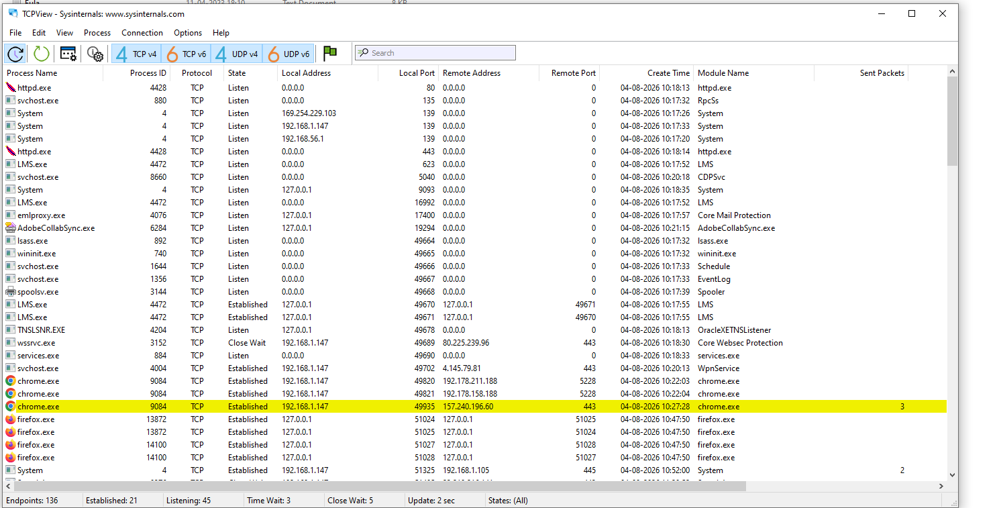 Eula 11-04-2023 18:10 Text Document 8 KB
TCPView - Sysinternals: www.sysinternals.com
File Edit View Process Connection Options Help
4 TCP v4 6 TCP v6 4 UDP v4 6 UDP v6 Search
Process Name Process ID Protocol State Local Address Local Port Remote Address Remote Port Create Time Module Name Sent Packets
httpd.exe 4428 TCP Listen 0.0.0.0 80 0.0.0.0 0 04-08-2026 10:18:13 httpd.exe
svchost.exe 880 TCP Listen 0.0.0.0 135 0.0.0.0 0 04-08-2026 10:17:32 RpcSs
System 4 TCP Listen 169.254.229.103 139 0.0.0.0 0 04-08-2026 10:17:26 System
System 4 TCP Listen 192.168.1.147 139 0.0.0.0 0 04-08-2026 10:17:33 System
System 4 TCP Listen 192.168.56.1 139 0.0.0.0 0 04-08-2026 10:17:20 System
httpd.exe 4428 TCP Listen 0.0.0.0 443 0.0.0.0 0 04-08-2026 10:18:14 httpd.exe
LMS.exe 4472 TCP Listen 0.0.0.0 623 0.0.0.0 0 04-08-2026 10:17:52 LMS
svchost.exe 8660 TCP Listen 0.0.0.0 5040 0.0.0.0 0 04-08-2026 10:20:18 CDPSvc
System 4 TCP Listen 127.0.0.1 9093 0.0.0.0 0 04-08-2026 10:18:35 System
LMS.exe 4472 TCP Listen 0.0.0.0 16992 0.0.0.0 0 04-08-2026 10:17:52 LMS
emlproxy.exe 4076 TCP Listen 127.0.0.1 17400 0.0.0.0 0 04-08-2026 10:17:57 Core Mail Protection
AdobeCollabSync.exe 6284 TCP Listen 127.0.0.1 19294 0.0.0.0 0 04-08-2026 10:21:15 AdobeCollabSync.exe
lsass.exe 892 TCP Listen 0.0.0.0 49664 0.0.0.0 0 04-08-2026 10:17:32 lsass.exe
wininit.exe 740 TCP Listen 0.0.0.0 49665 0.0.0.0 0 04-08-2026 10:17:32 wininit.exe
svchost.exe 1644 TCP Listen 0.0.0.0 49666 0.0.0.0 0 04-08-2026 10:17:33 Schedule
svchost.exe 1356 TCP Listen 0.0.0.0 49667 0.0.0.0 0 04-08-2026 10:17:33 EventLog
spoolsv.exe 3144 TCP Listen 0.0.0.0 49668 0.0.0.0 0 04-08-2026 10:17:39 Spooler
LMS.exe 4472 TCP Established 127.0.0.1 49670 127.0.0.1 49671 04-08-2026 10:17:55 LMS
LMS.exe 4472 TCP Established 127.0.0.1 49671 127.0.0.1 49670 04-08-2026 10:17:55 LMS
TNSLSNR.EXE 4204 TCP Listen 127.0.0.1 49678 0.0.0.0 0 04-08-2026 10:18:13 OracleXETNSListener
wssrvc.exe 3152 TCP Close Wait 192.168.1.147 49689 80.225.239.96 443 04-08-2026 10:18:30 Core Websec Protection
services.exe 884 TCP Listen 0.0.0.0 49690 0.0.0.0 0 04-08-2026 10:18:33 services.exe
svchost.exe 4004 TCP Established 192.168.1.147 49702 4.145.79.81 443 04-08-2026 10:20:13 WpnService
chrome.exe 9084 TCP Established 192.168.1.147 49820 192.178.211.188 5228 04-08-2026 10:22:03 chrome.exe
chrome.exe 9084 TCP Established 192.168.1.147 49821 192.178.158.188 5228 04-08-2026 10:22:04 chrome.exe
chrome.exe 9084 TCP Established 192.168.1.147 49935 157.240.196.60 443 04-08-2026 10:27:28 chrome.exe 3
firefox.exe 13872 TCP Established 127.0.0.1 51024 127.0.0.1 51025 04-08-2026 10:47:50 firefox.exe
firefox.exe 13872 TCP Established 127.0.0.1 51025 127.0.0.1 51024 04-08-2026 10:47:50 firefox.exe
firefox.exe 14100 TCP Established 127.0.0.1 51027 127.0.0.1 51028 04-08-2026 10:47:50 firefox.exe
firefox.exe 14100 TCP Established 127.0.0.1 51028 127.0.0.1 51027 04-08-2026 10:47:50 firefox.exe
System 4 TCP Established 192.168.1.147 51325 192.168.1.105 445 04-08-2026 10:52:00 System 2
Endpoints: 136 Established: 21 Listening: 45 Time Wait: 3 Close Wait: 5 Update: 2 sec States: (All)